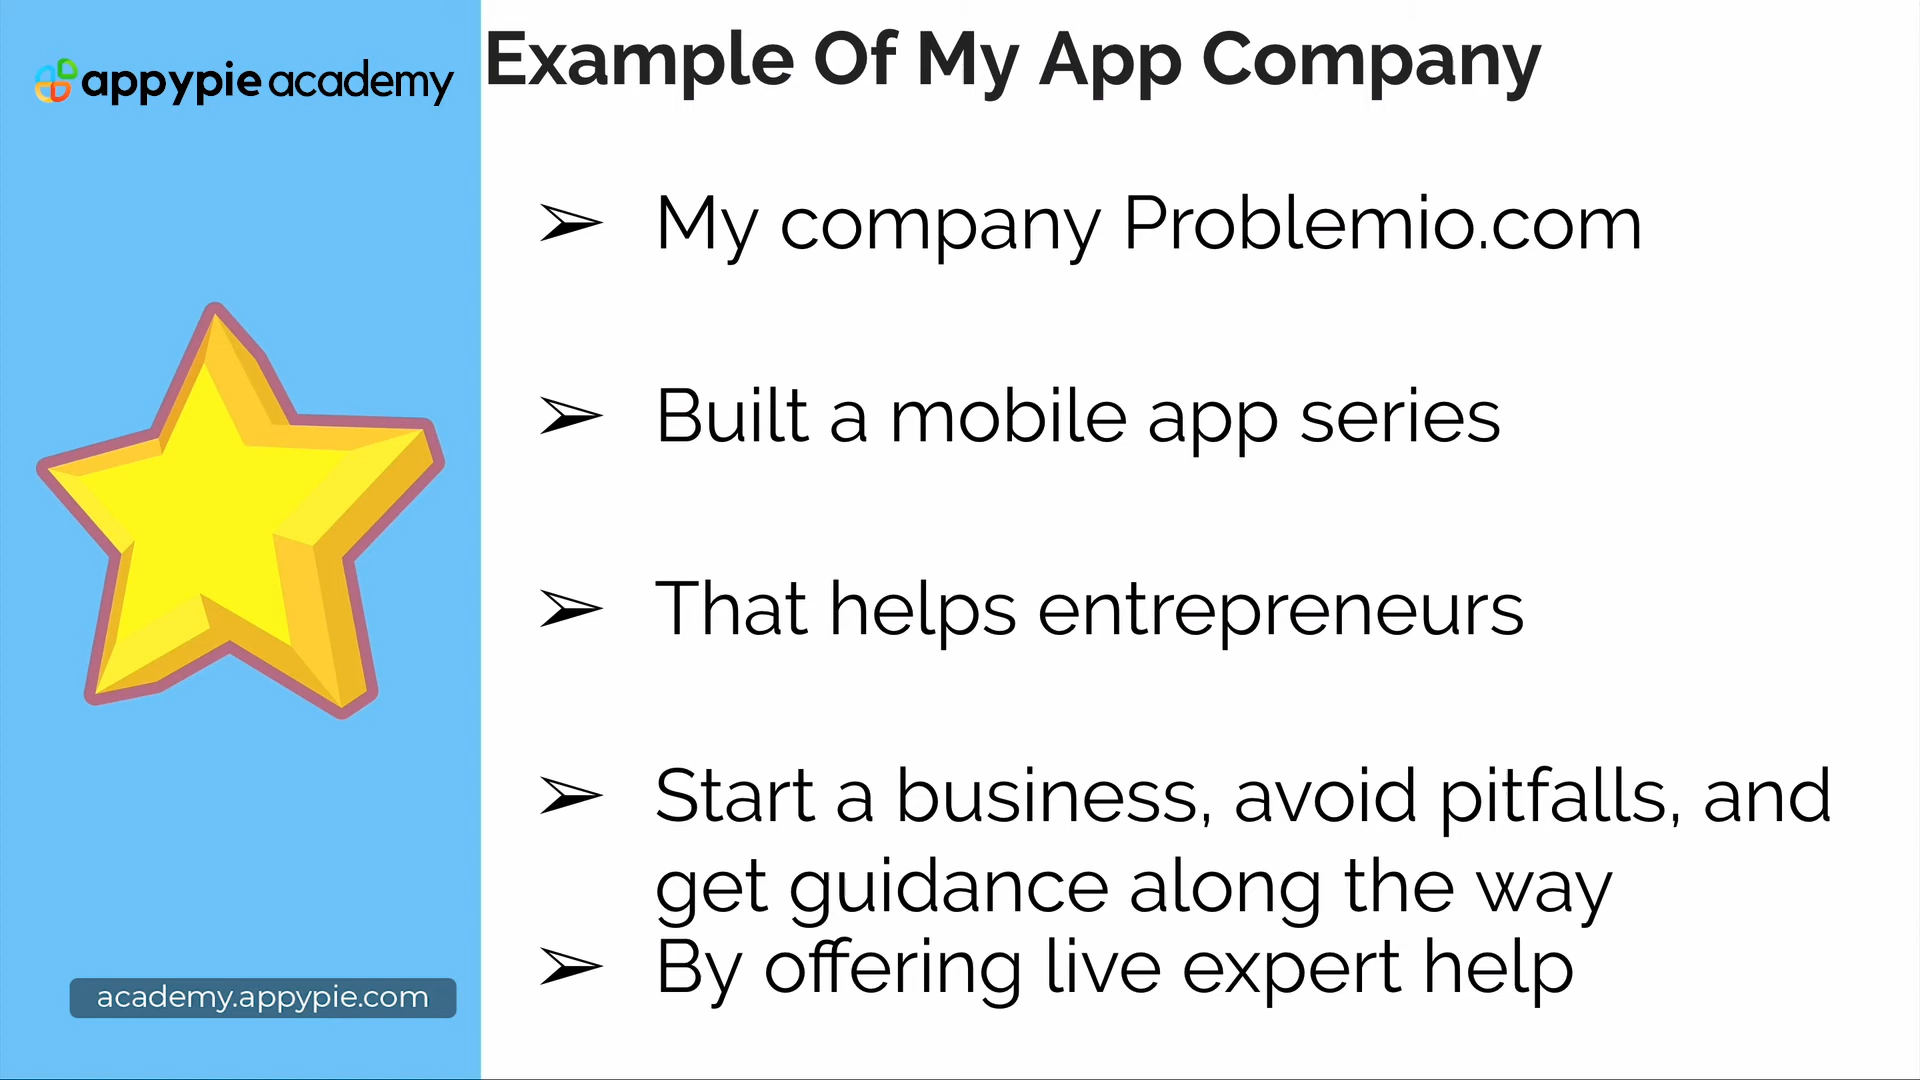 appypie academy
Example Of My App Company
➢ My company Problemio.com
➢ Built a mobile app series
➢ That helps entrepreneurs
➢ Start a business, avoid pitfalls, and
get guidance along the way
➢ By offering live expert help
academy.appypie.com